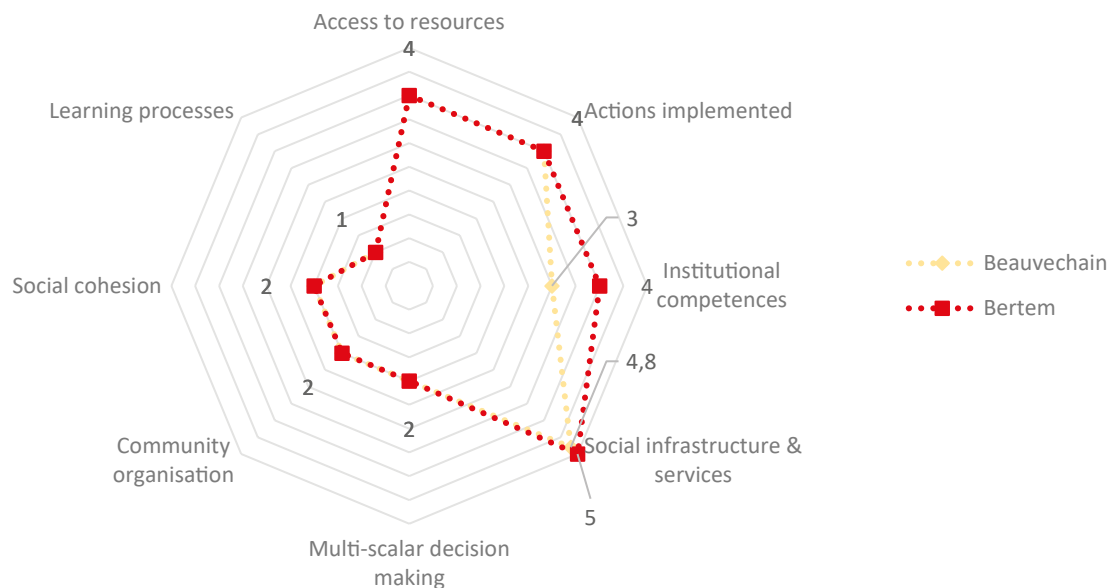 Access to resources
4
Learning processes
Actions implemented
4
1
3
Social cohesion
2
Institutional
competences
4
Beauvechain
Bertem
4,8
2
2
Community
organisation
Social infrastructure &
services
5
Multi-scalar decision
making